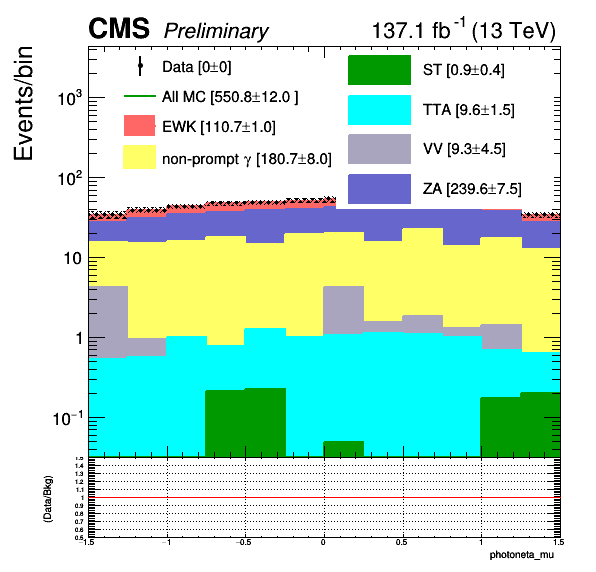 CMS Preliminary 137.1 fb⁻¹ (13 TeV)
Events/bin
Data [0±0]
All MC [550.8±12.0 ]
EWK [110.7±1.0]
non-prompt γ [180.7±8.0]
ST [0.9±0.4]
TTA [9.6±1.5]
VV [9.3±4.5]
ZA [239.6±7.5]
10³
10²
10
1
10⁻¹
(Data/Bkg)
1.5
1.4
1.3
1.2
1.1
1
0.9
0.8
0.7
0.6
0.5
−1.5 −1 −0.5 0 0.5 1 1.5
photoneta_mu